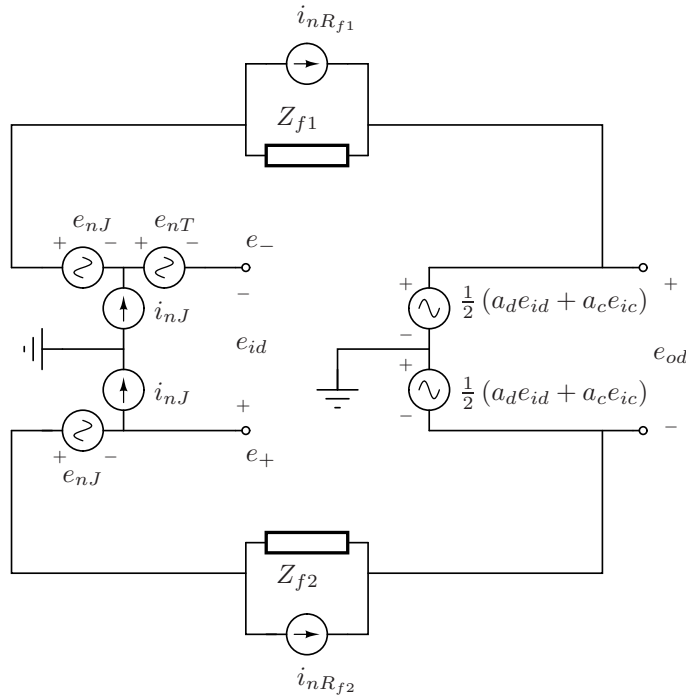 i_{nR_{f1}}
Z_{f1}
e_{nJ} e_{nT}
+ − + − e_−
−
i_{nJ}
e_{id}
i_{nJ}
+
+ − e_+
e_{nJ}
+
+ \frac{1}{2} (a_d e_{id} + a_c e_{ic})
−
e_{od}
+ \frac{1}{2} (a_d e_{id} + a_c e_{ic})
−
−
Z_{f2}
i_{nR_{f2}}